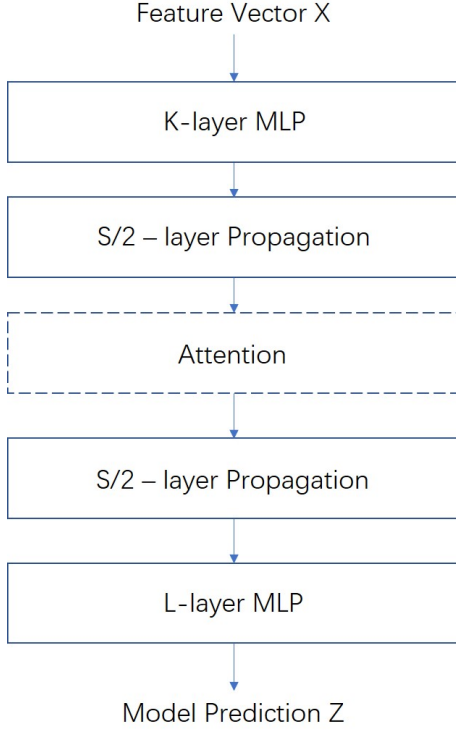 Feature Vector X
K-layer MLP
S/2 – layer Propagation
Attention
S/2 – layer Propagation
L-layer MLP
Model Prediction Z